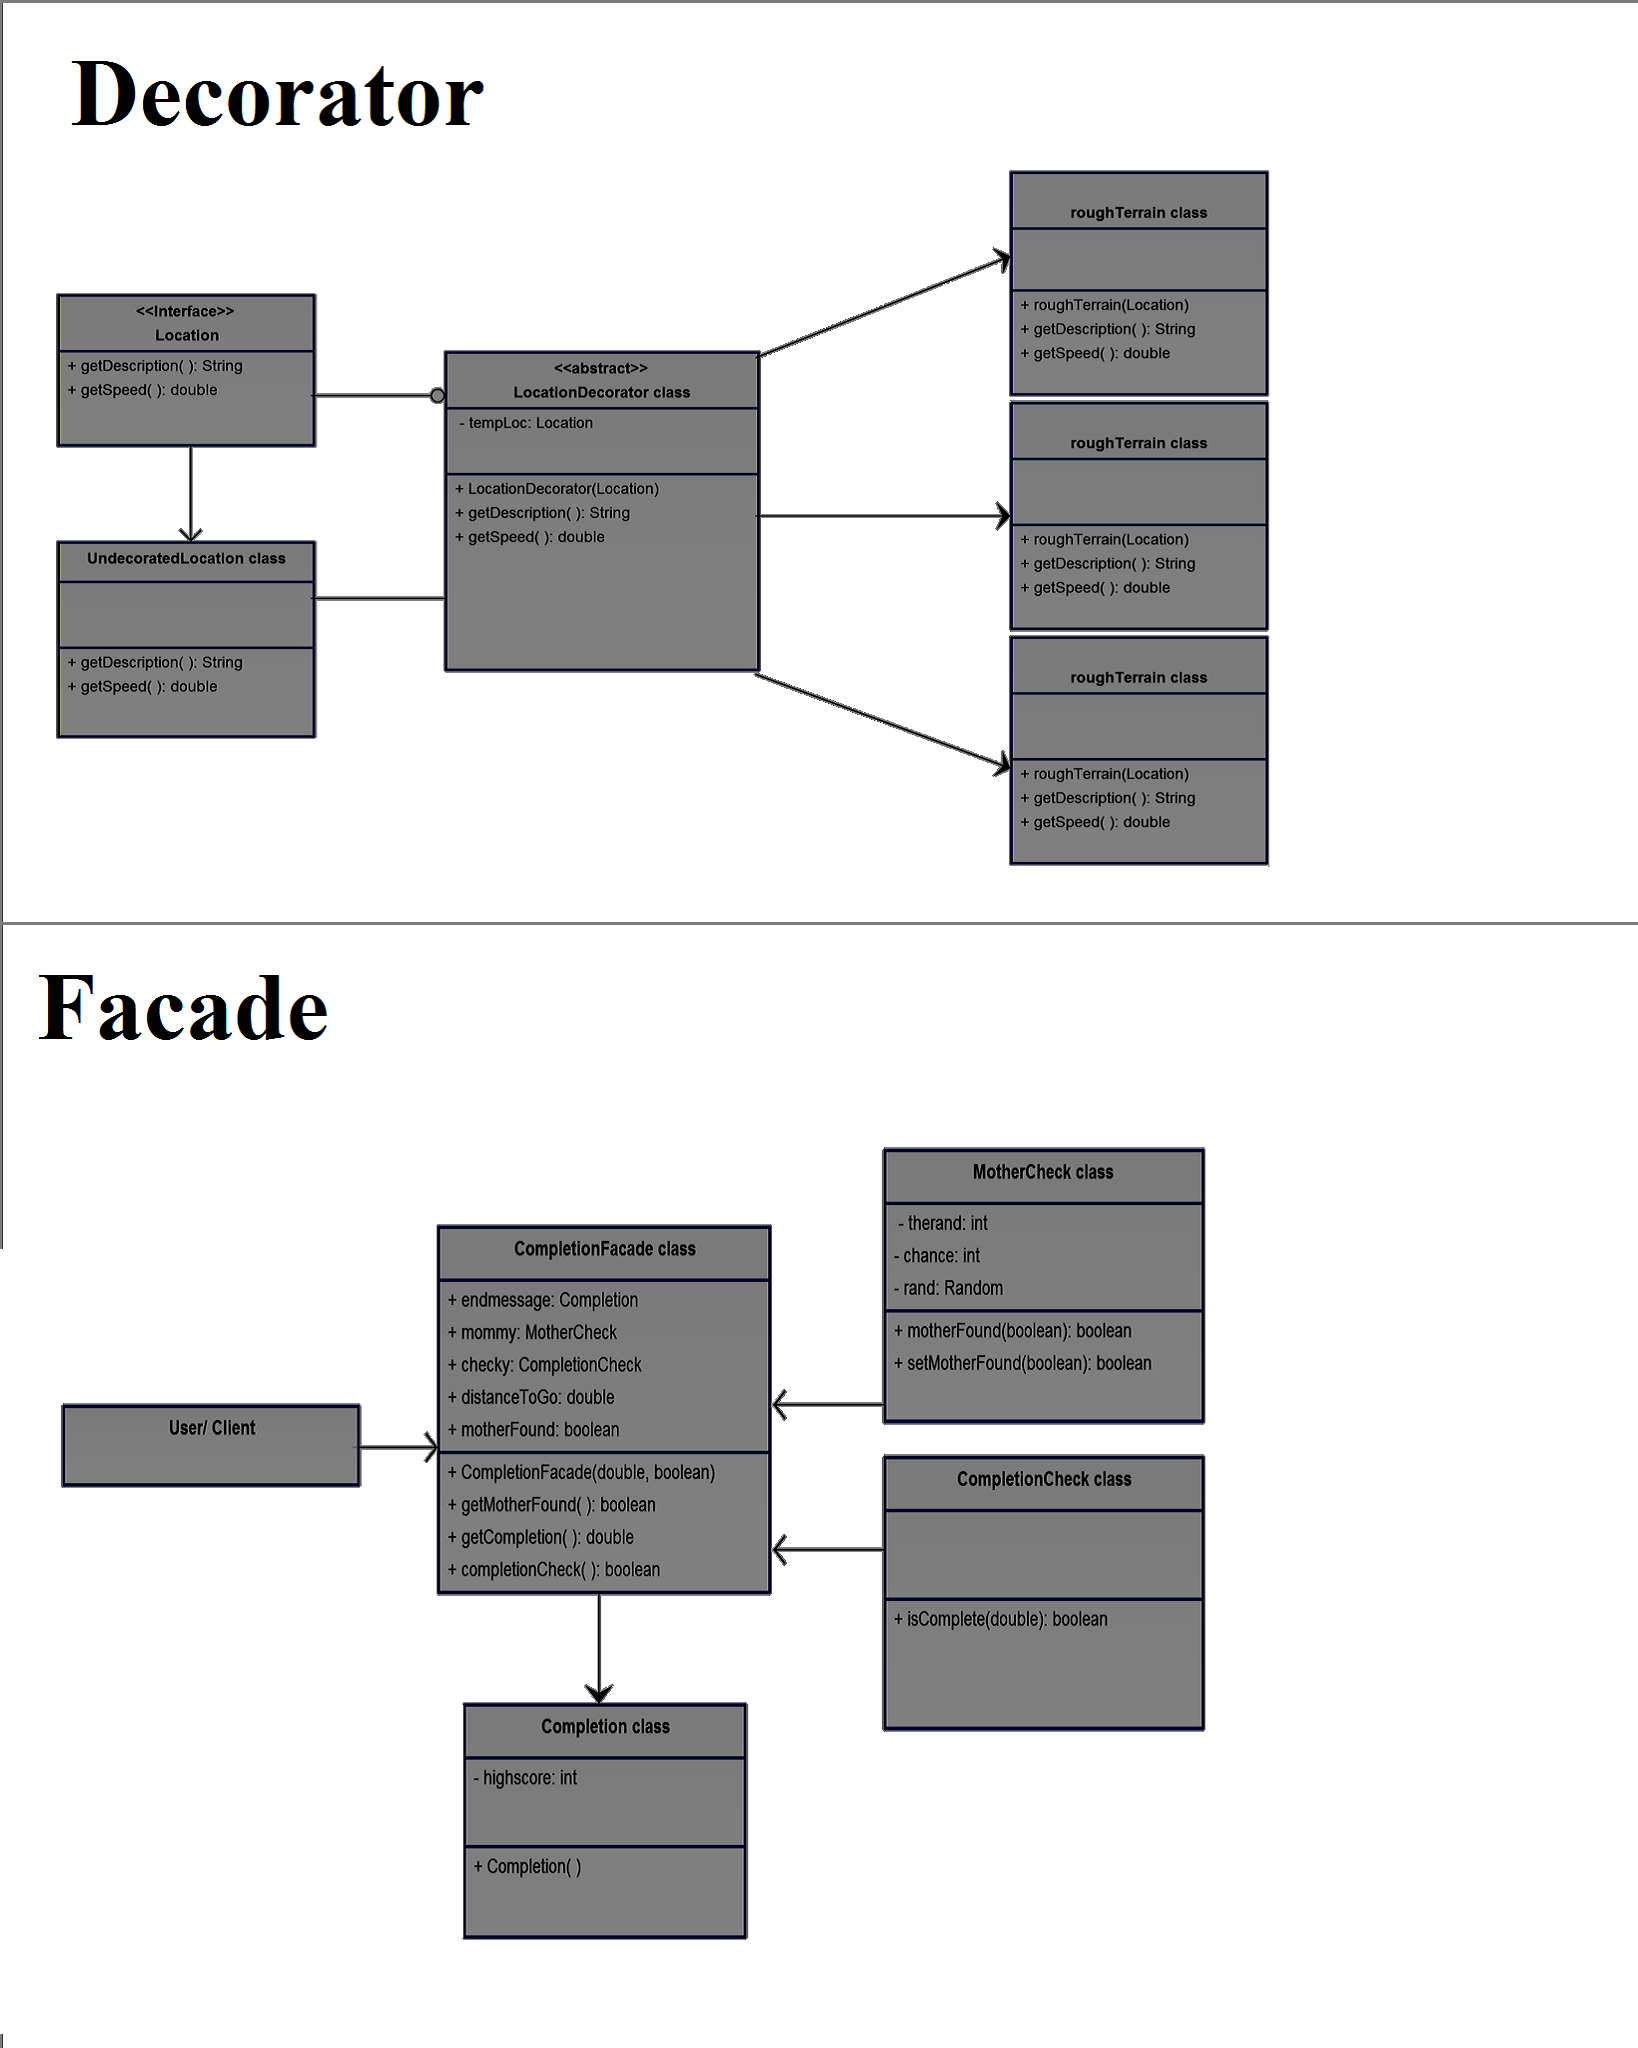 Decorator
<<Interface>>
Location
+ getDescription( ): String
+ getSpeed( ): double
UndecoratedLocation class
+ getDescription( ): String
+ getSpeed( ): double
<<abstract>>
LocationDecorator class
- tempLoc: Location
+ LocationDecorator(Location)
+ getDescription( ): String
+ getSpeed( ): double
roughTerrain class
+ roughTerrain(Location)
+ getDescription( ): String
+ getSpeed( ): double
roughTerrain class
+ roughTerrain(Location)
+ getDescription( ): String
+ getSpeed( ): double
roughTerrain class
+ roughTerrain(Location)
+ getDescription( ): String
+ getSpeed( ): double
Facade
User/ Client
CompletionFacade class
+ endmessage: Completion
+ mommy: MotherCheck
+ checky: CompletionCheck
+ distanceToGo: double
+ motherFound: boolean
+ CompletionFacade(double, boolean)
+ getMotherFound( ): boolean
+ getCompletion( ): double
+ completionCheck( ): boolean
MotherCheck class
- therand: int
- chance: int
- rand: Random
+ motherFound(boolean): boolean
+ setMotherFound(boolean): boolean
CompletionCheck class
+ isComplete(double): boolean
Completion class
- highscore: int
+ Completion( )